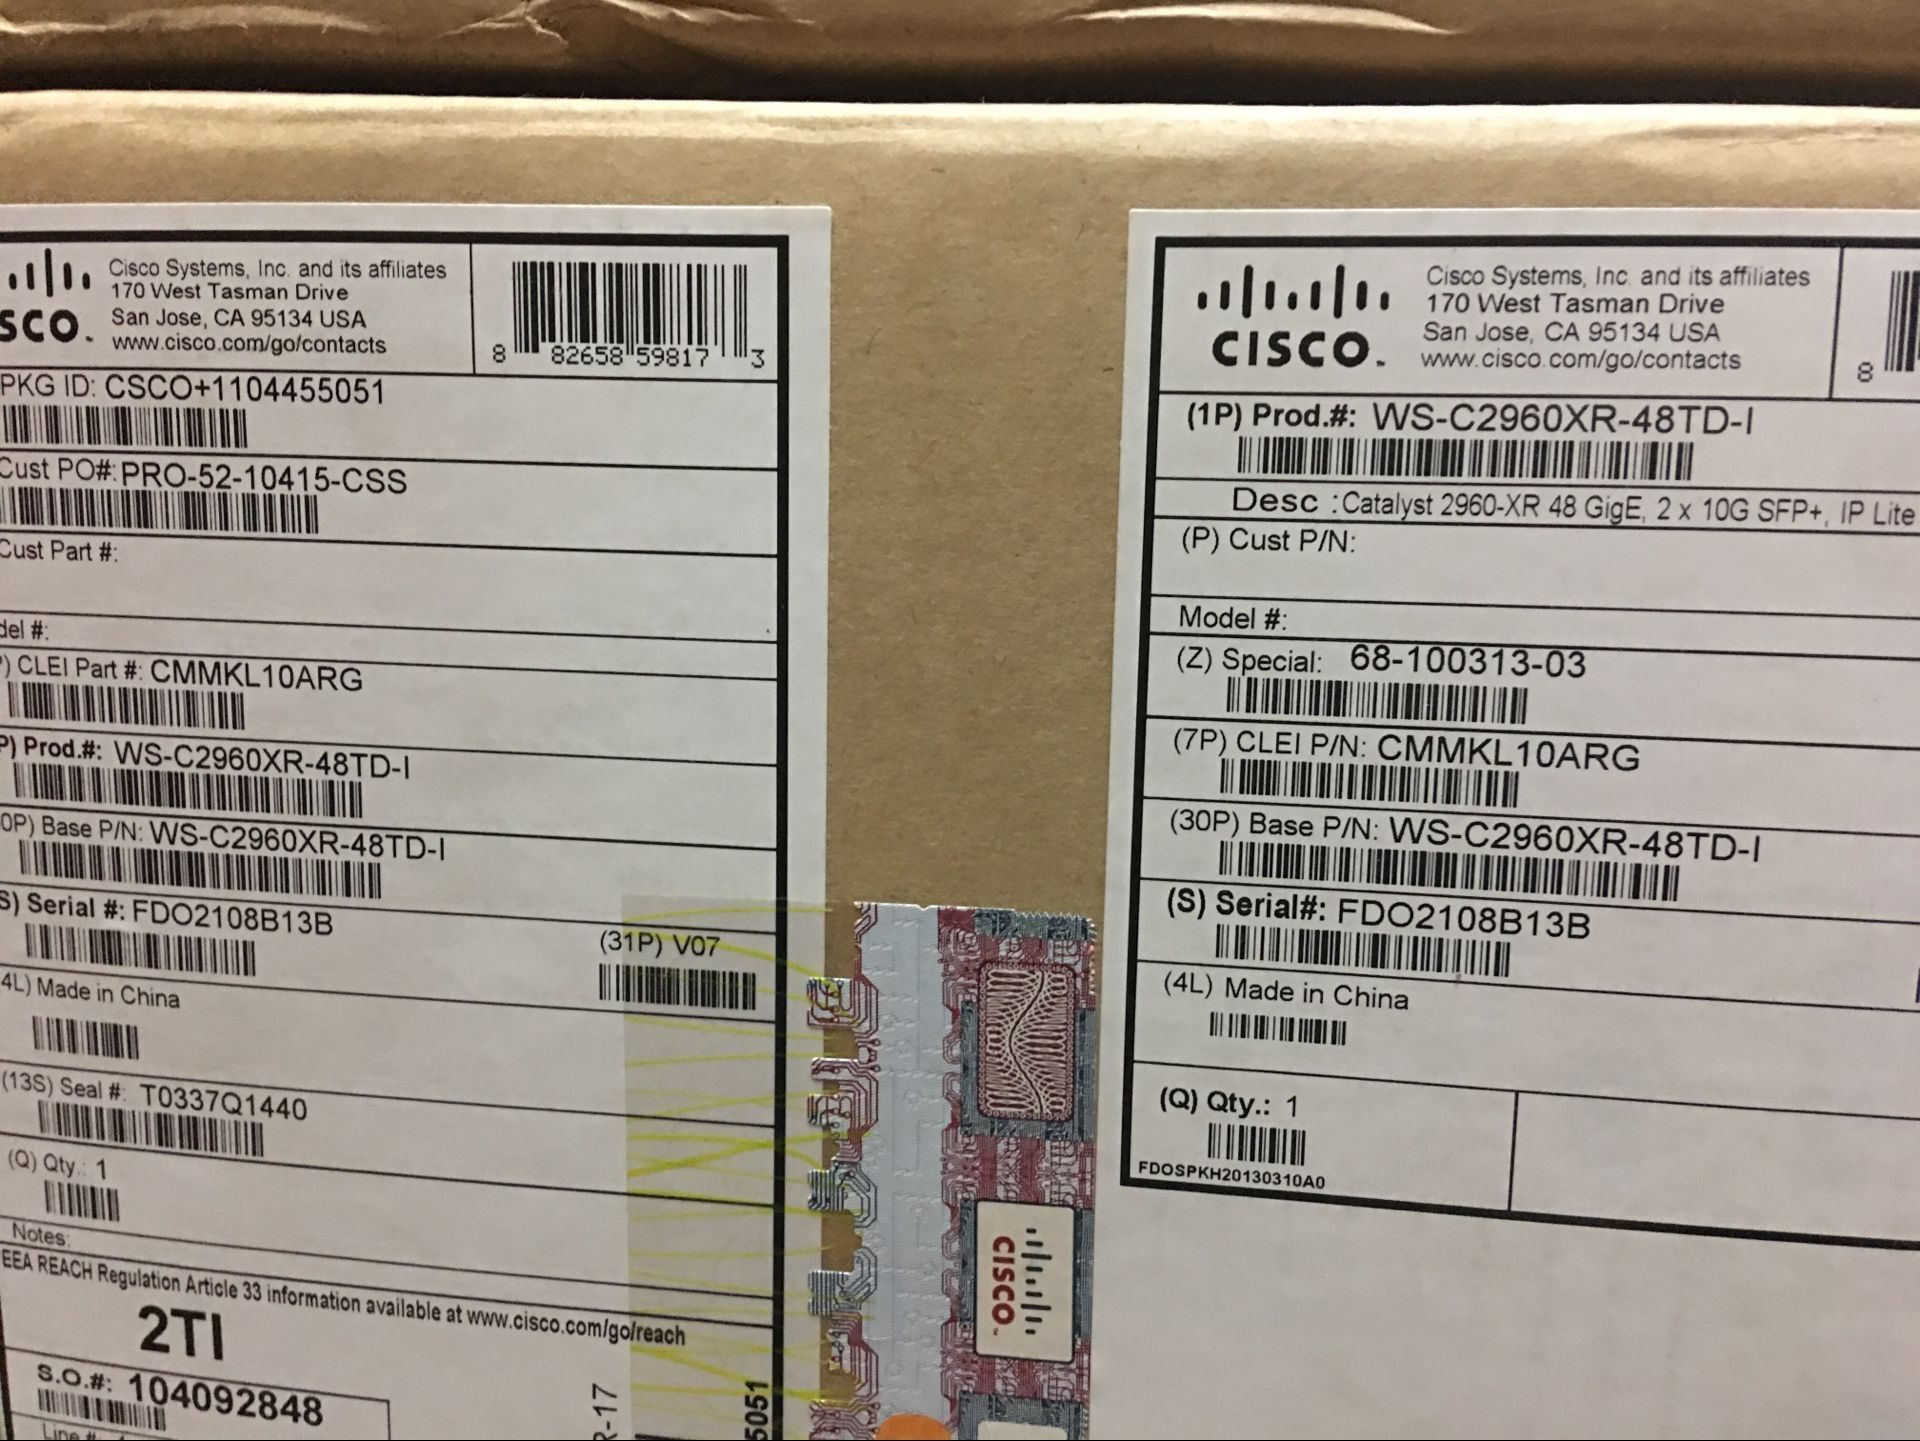 CISCO
Cisco Systems, Inc. and its affiliates
170 West Tasman Drive
San Jose, CA 95134 USA
www.cisco.com/go/contacts
8 82658 59817 3
PKG ID: CSCO+1104455051
Cust PO#: PRO-52-10415-CSS
Cust Part #:
del #:
P) CLEI Part #: CMMKL10ARG
P) Prod.#: WS-C2960XR-48TD-I
0P) Base P/N: WS-C2960XR-48TD-I
S) Serial #: FDO2108B13B
(31P) V07
4L) Made in China
(13S) Seal #: T0337Q1440
(Q) Qty.: 1
Notes:
EEA REACH Regulation Article 33 information available at www.cisco.com/go/reach
2TI
S.O.#: 104092848
Line #:
R-17
5051
CISCO
CISCO
Cisco Systems, Inc. and its affiliates
170 West Tasman Drive
San Jose, CA 95134 USA
www.cisco.com/go/contacts
8
(1P) Prod.#: WS-C2960XR-48TD-I
Desc :Catalyst 2960-XR 48 GigE, 2 x 10G SFP+, IP Lite
(P) Cust P/N:
Model #:
(Z) Special: 68-100313-03
(7P) CLEI P/N: CMMKL10ARG
(30P) Base P/N: WS-C2960XR-48TD-I
(S) Serial#: FDO2108B13B
(4L) Made in China
(Q) Qty.: 1
FDOSPKH20130310A0